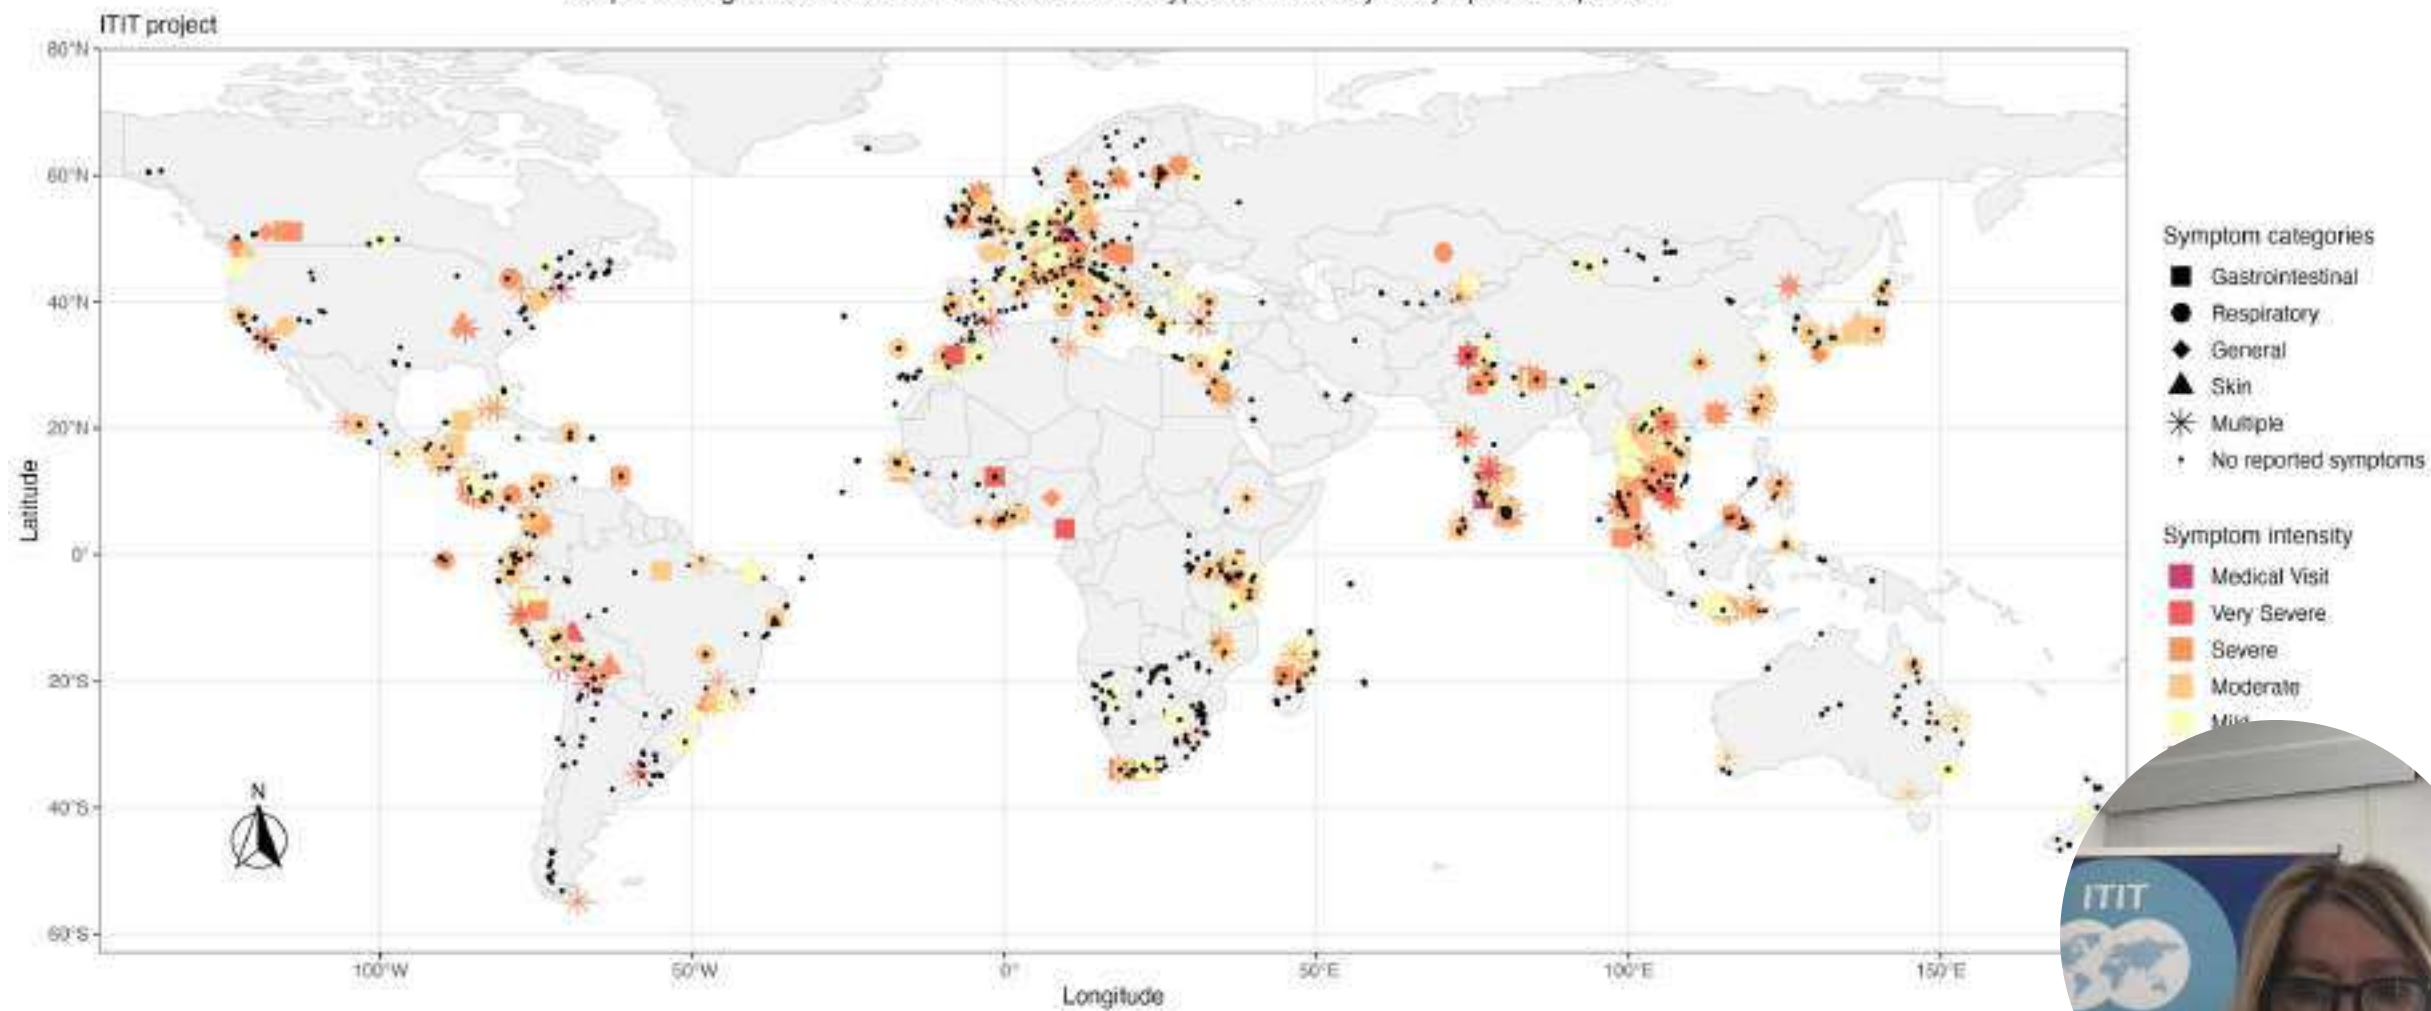 ITIT project
80°N
60°N
40°N
20°N
0°
20°S
40°S
60°S
Latitude
N
100°W
50°W
0°
50°E
100°E
150°E
Longitude
Symptom categories
Gastrointestinal
Respiratory
General
Skin
Multiple
No reported symptoms
Symptom intensity
Medical Visit
Very Severe
Severe
Moderate
ITIT